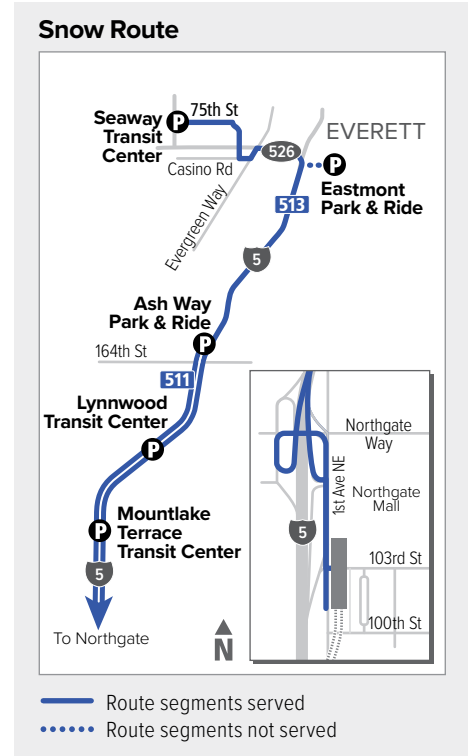 Snow Route
75th St
Seaway
Transit
Center
P
526
EVERETT
Casino Rd
P
Eastmont
Park & Ride
513
Evergreen Way
5
Ash Way
Park & Ride
P
164th St
511
Lynnwood
Transit Center
P
Northgate
Way
1st Ave NE
Northgate
Mall
5
P
Mountlake
Terrace
Transit Center
103rd St
5
100th St
To Northgate
N
Route segments served
Route segments not served